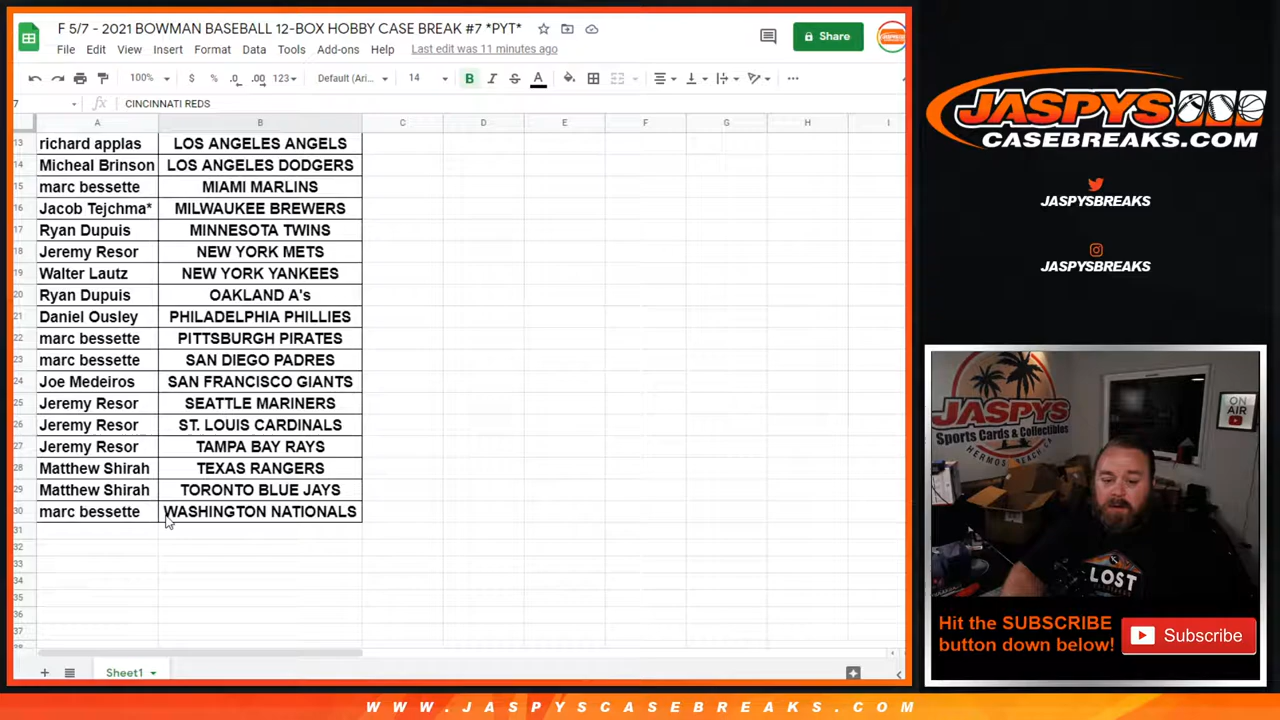 F 5/7 - 2021 BOWMAN BASEBALL 12-BOX HOBBY CASE BREAK #7 *PYT*
Share
File Edit View Insert Format Data Tools Add-ons Help Last edit was 11 minutes ago
100% $ % .0 .00 123 Default (Ari... 14 B I S A
7 fx CINCINNATI REDS
A B C D E F G H I
13 richard applas LOS ANGELES ANGELS
14 Micheal Brinson LOS ANGELES DODGERS
15 marc bessette MIAMI MARLINS
16 Jacob Tejchma* MILWAUKEE BREWERS
17 Ryan Dupuis MINNESOTA TWINS
18 Jeremy Resor NEW YORK METS
19 Walter Lautz NEW YORK YANKEES
20 Ryan Dupuis OAKLAND A's
21 Daniel Ousley PHILADELPHIA PHILLIES
22 marc bessette PITTSBURGH PIRATES
23 marc bessette SAN DIEGO PADRES
24 Joe Medeiros SAN FRANCISCO GIANTS
25 Jeremy Resor SEATTLE MARINERS
26 Jeremy Resor ST. LOUIS CARDINALS
27 Jeremy Resor TAMPA BAY RAYS
28 Matthew Shirah TEXAS RANGERS
29 Matthew Shirah TORONTO BLUE JAYS
30 marc bessette WASHINGTON NATIONALS
31
32
33
34
35
36
37
Sheet1
JASPYS
CASEBREAKS.COM
JASPYSBREAKS
JASPYSBREAKS
JASPYS
Sports Cards & Collectibles
HERMOSA BEACH, CA
ON
AIR
LOST
Hit the SUBSCRIBE
button down below!
Subscribe
WWW.JASPYSCASEBREAKS.COM